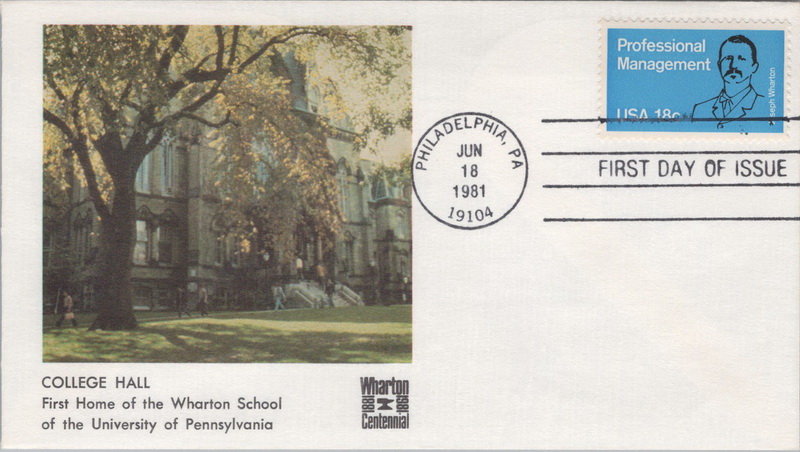 Professional
Management
USA 18c
Joseph Wharton
PHILADELPHIA, PA
JUN
18
1981
19104
FIRST DAY OF ISSUE
COLLEGE HALL
First Home of the Wharton School
of the University of Pennsylvania
Wharton
1881 1981
Centennial